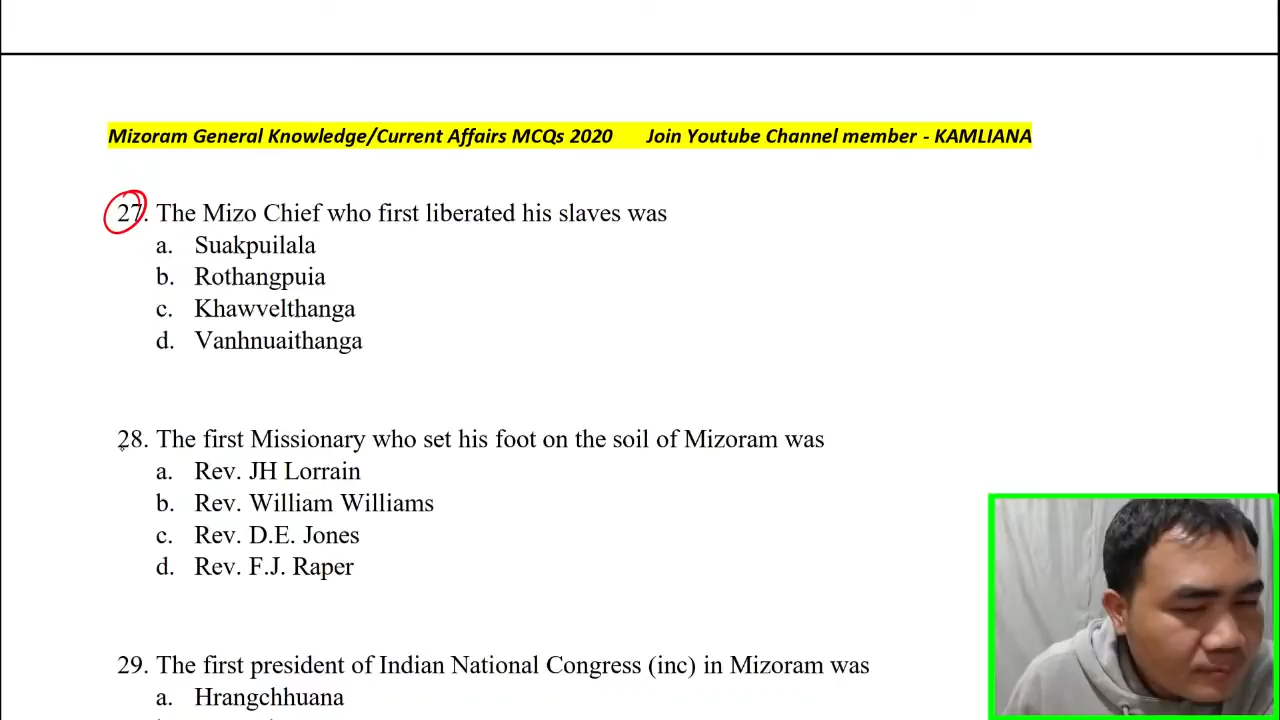 Mizoram General Knowledge/Current Affairs MCQs 2020 Join Youtube Channel member - KAMLIANA
27. The Mizo Chief who first liberated his slaves was
a. Suakpuilala
b. Rothangpuia
c. Khawvelthanga
d. Vanhnuaithanga
28. The first Missionary who set his foot on the soil of Mizoram was
a. Rev. JH Lorrain
b. Rev. William Williams
c. Rev. D.E. Jones
d. Rev. F.J. Raper
29. The first president of Indian National Congress (inc) in Mizoram was
a. Hrangchhuana